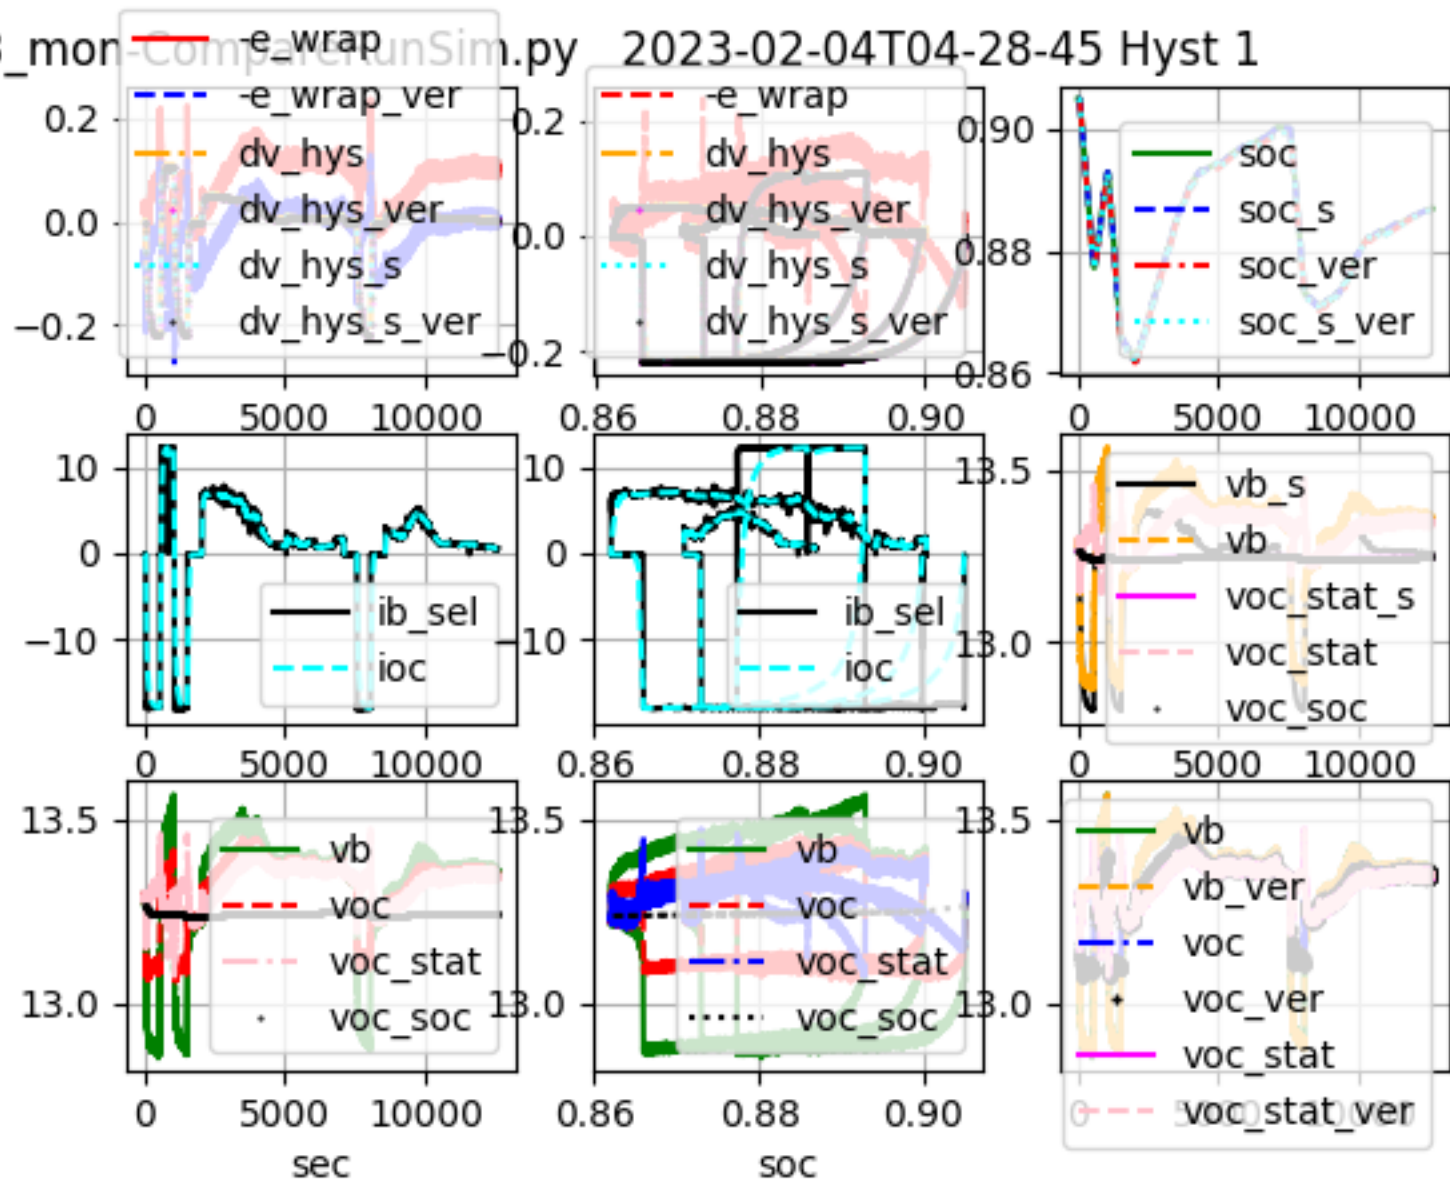 _mon-CompareRunSim.py 2023-02-04T04-28-45 Hyst 1
-e_wrap
-e_wrap_ver
dv_hys
dv_hys_ver
dv_hys_s
dv_hys_s_ver
0.2
0.0
−0.2
0 5000 10000
-e_wrap
dv_hys
dv_hys_ver
dv_hys_s
dv_hys_s_ver
0.2
0.0
−0.2
0.86 0.88 0.90
soc
soc_s
soc_ver
soc_s_ver
0.90
0.88
0.86
0 5000 10000
10
0
−10
ib_sel
ioc
0 5000 10000
10
0
−10
ib_sel
ioc
0.86 0.88 0.90
13.5
13.0
vb_s
vb
voc_stat_s
voc_stat
voc_soc
0 5000 10000
13.5
13.0
vb
voc
voc_stat
voc_soc
0 5000 10000
sec
13.5
13.0
vb
voc
voc_stat
voc_soc
0.86 0.88 0.90
soc
13.5
13.0
vb
vb_ver
voc
voc_ver
voc_stat
voc_stat_ver
0 5000 10000